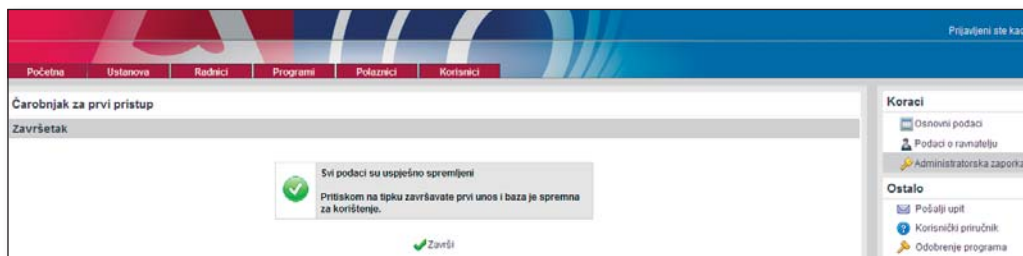 Prijavljeni ste kao
Početna Ustanova Radnici Programi Polaznici Korisnici
Čarobnjak za prvi pristup
Završetak
Svi podaci su uspješno spremljeni
Pritiskom na tipku završavate prvi unos i baza je spremna
za korištenje.
Završi
Koraci
Osnovni podaci
Podaci o ravnatelju
Administratorska zaporka
Ostalo
Pošalji upit
Korisnički priručnik
Odobrenje programa